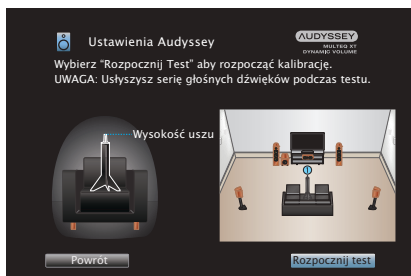 Ustawienia Audyssey
AUDYSSEY
MULTEQ XT
DYNAMIC VOLUME
Wybierz “Rozpocznij Test” aby rozpocząć kalibrację.
UWAGA: Usłyszysz serię głośnych dźwięków podczas testu.
Wysokość uszu
1
Powrót
Rozpocznij test